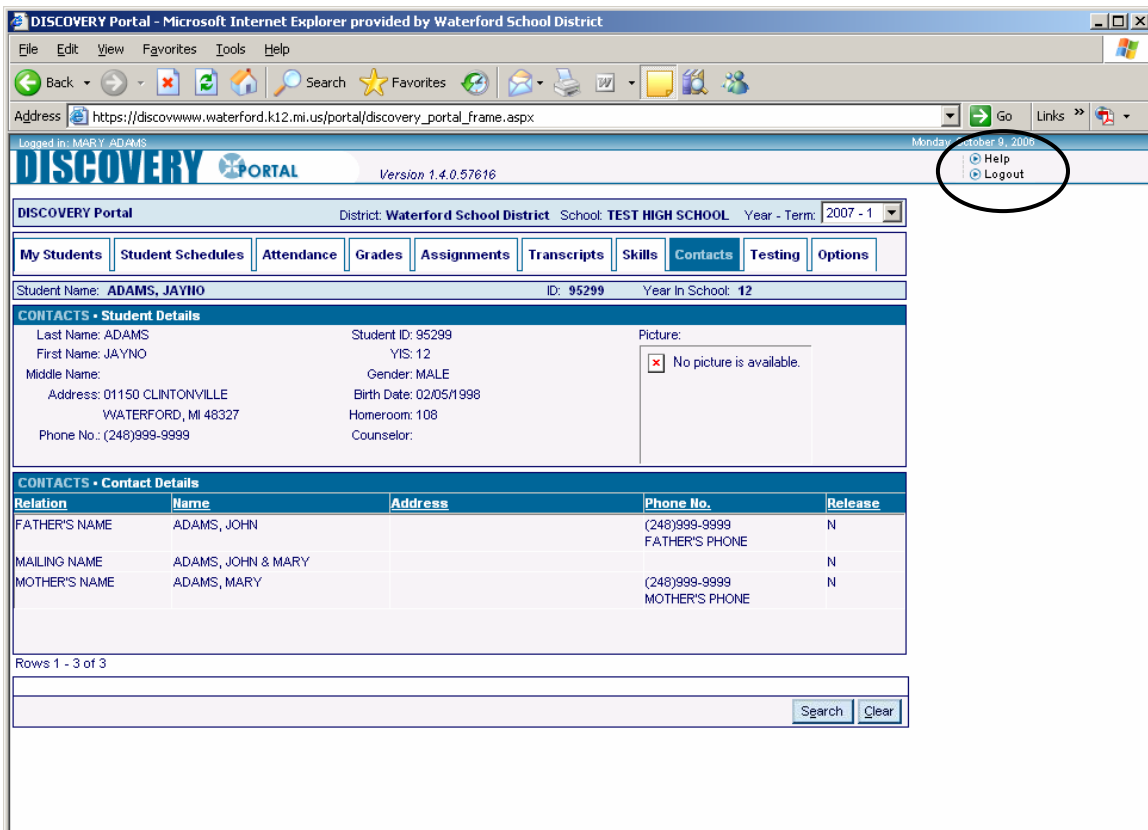 DISCOVERY Portal - Microsoft Internet Explorer provided by Waterford School District
File Edit View Favorites Tools Help
Back Search Favorites W
Address https://discovwww.waterford.k12.mi.us/portal/discovery_portal_frame.aspx Go Links »
Logged in: MARY ADAMS Monday October 9, 2006
DISCOVERY PORTAL Version 1.4.0.57616
Help
Logout
DISCOVERY Portal District: Waterford School District School: TEST HIGH SCHOOL Year - Term: 2007 - 1
My Students Student Schedules Attendance Grades Assignments Transcripts Skills Contacts Testing Options
Student Name: ADAMS, JAYNO ID: 95299 Year In School: 12
CONTACTS • Student Details
Last Name: ADAMS Student ID: 95299 Picture:
First Name: JAYNO YIS: 12 No picture is available.
Middle Name: Gender: MALE
Address: 01150 CLINTONVILLE Birth Date: 02/05/1998
WATERFORD, MI 48327 Homeroom: 108
Phone No.: (248)999-9999 Counselor:
CONTACTS • Contact Details
Relation Name Address Phone No. Release
FATHER'S NAME ADAMS, JOHN (248)999-9999 N
FATHER'S PHONE
MAILING NAME ADAMS, JOHN & MARY N
MOTHER'S NAME ADAMS, MARY (248)999-9999 N
MOTHER'S PHONE
Rows 1 - 3 of 3
Search Clear